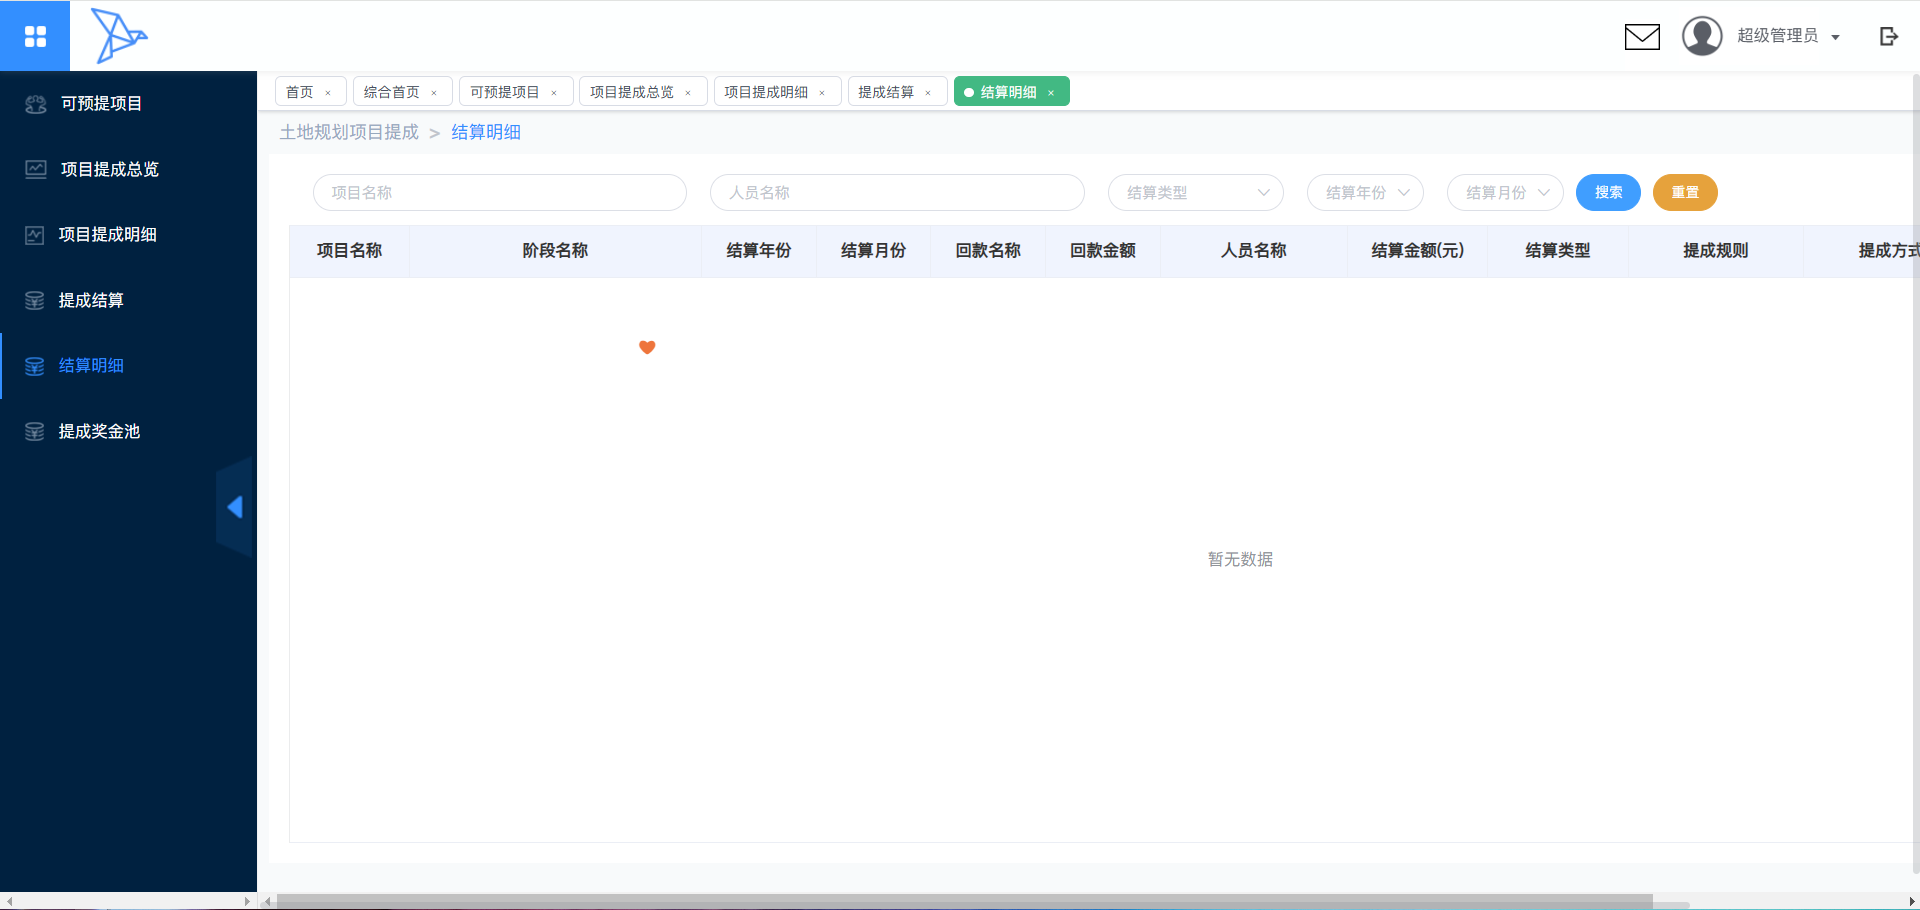 超级管理员
可预提项目
项目提成总览
项目提成明细
提成结算
结算明细
提成奖金池
首页 × 综合首页 × 可预提项目 × 项目提成总览 × 项目提成明细 × 提成结算 × 结算明细 ×
土地规划项目提成 > 结算明细
项目名称 人员名称 结算类型 结算年份 结算月份 搜索 重置
项目名称 阶段名称 结算年份 结算月份 回款名称 回款金额 人员名称 结算金额(元) 结算类型 提成规则 提成方式
暂无数据